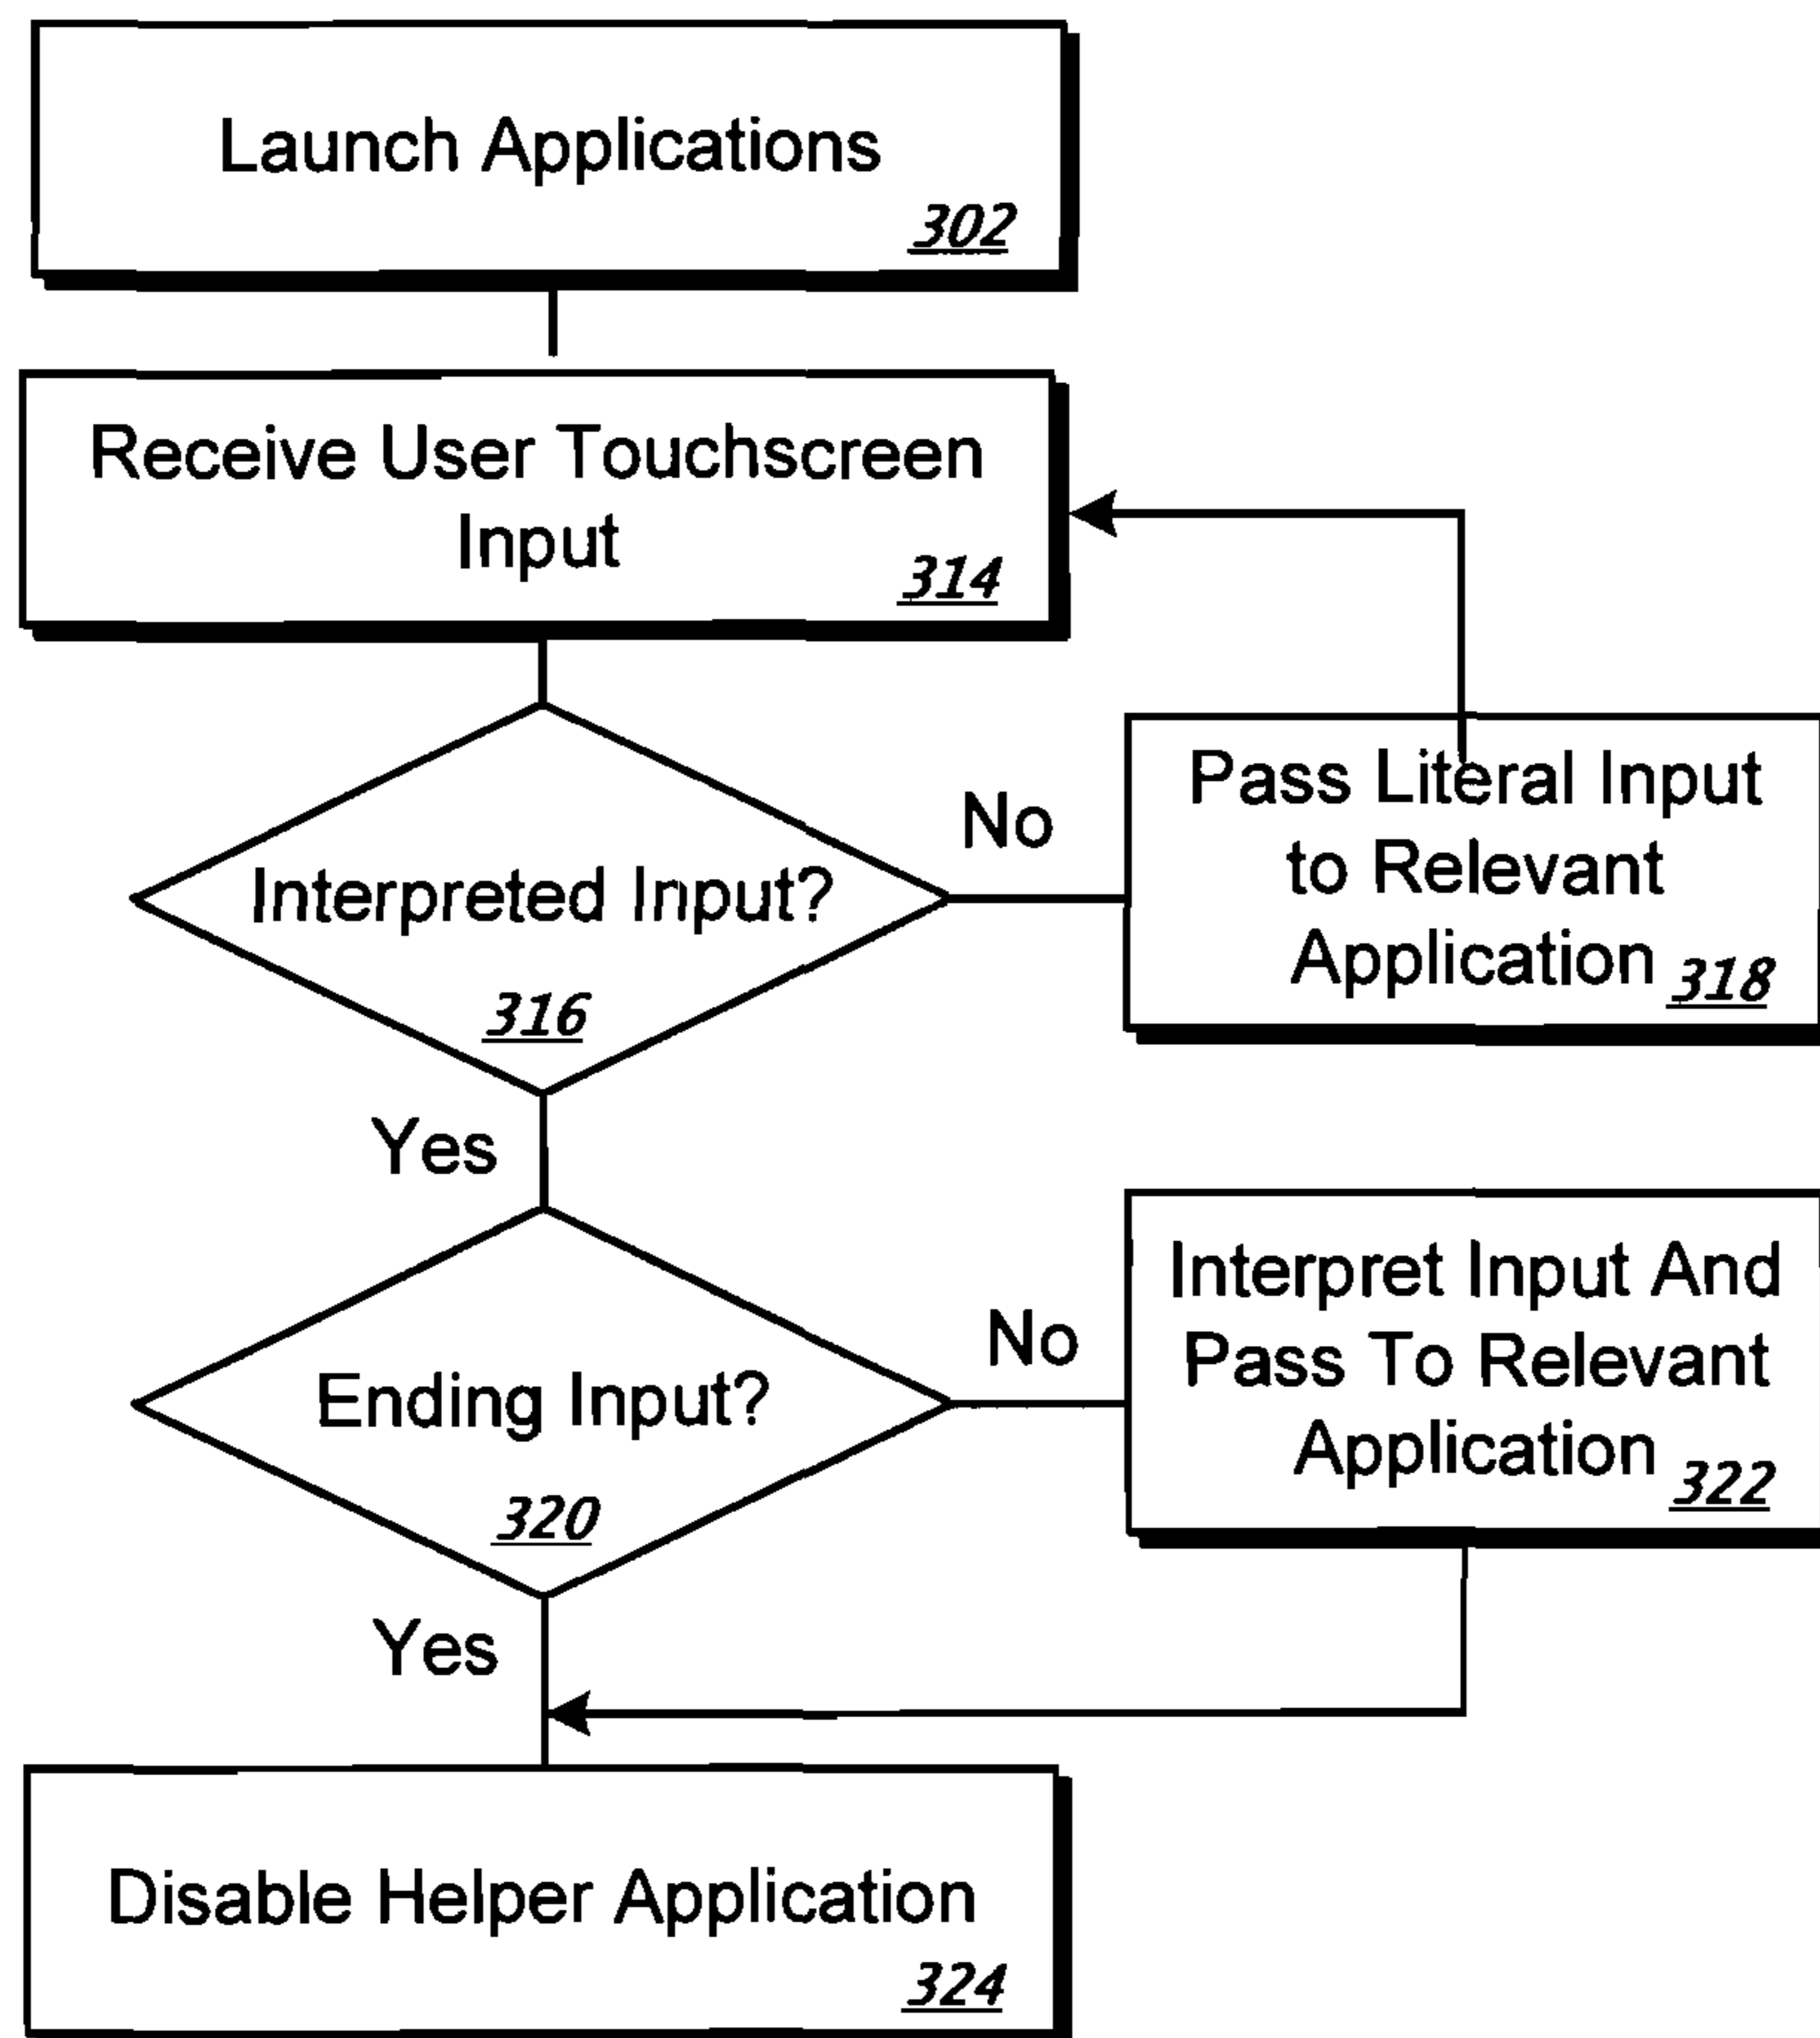 Launch Applications
302
Receive User Touchscreen
Input
314
Interpreted Input?
316
No
Pass Literal Input
to Relevant
Application 318
Yes
Ending Input?
320
No
Interpret Input And
Pass To Relevant
Application 322
Yes
Disable Helper Application
324